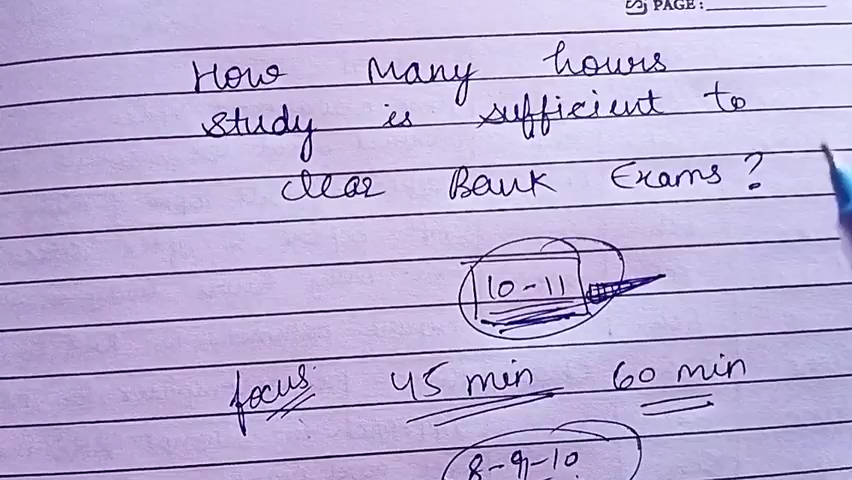 PAGE:
How Many hours
study is sufficient to
clear Bank Exams?
10-11
focus 45 min 60 min
8-9-10